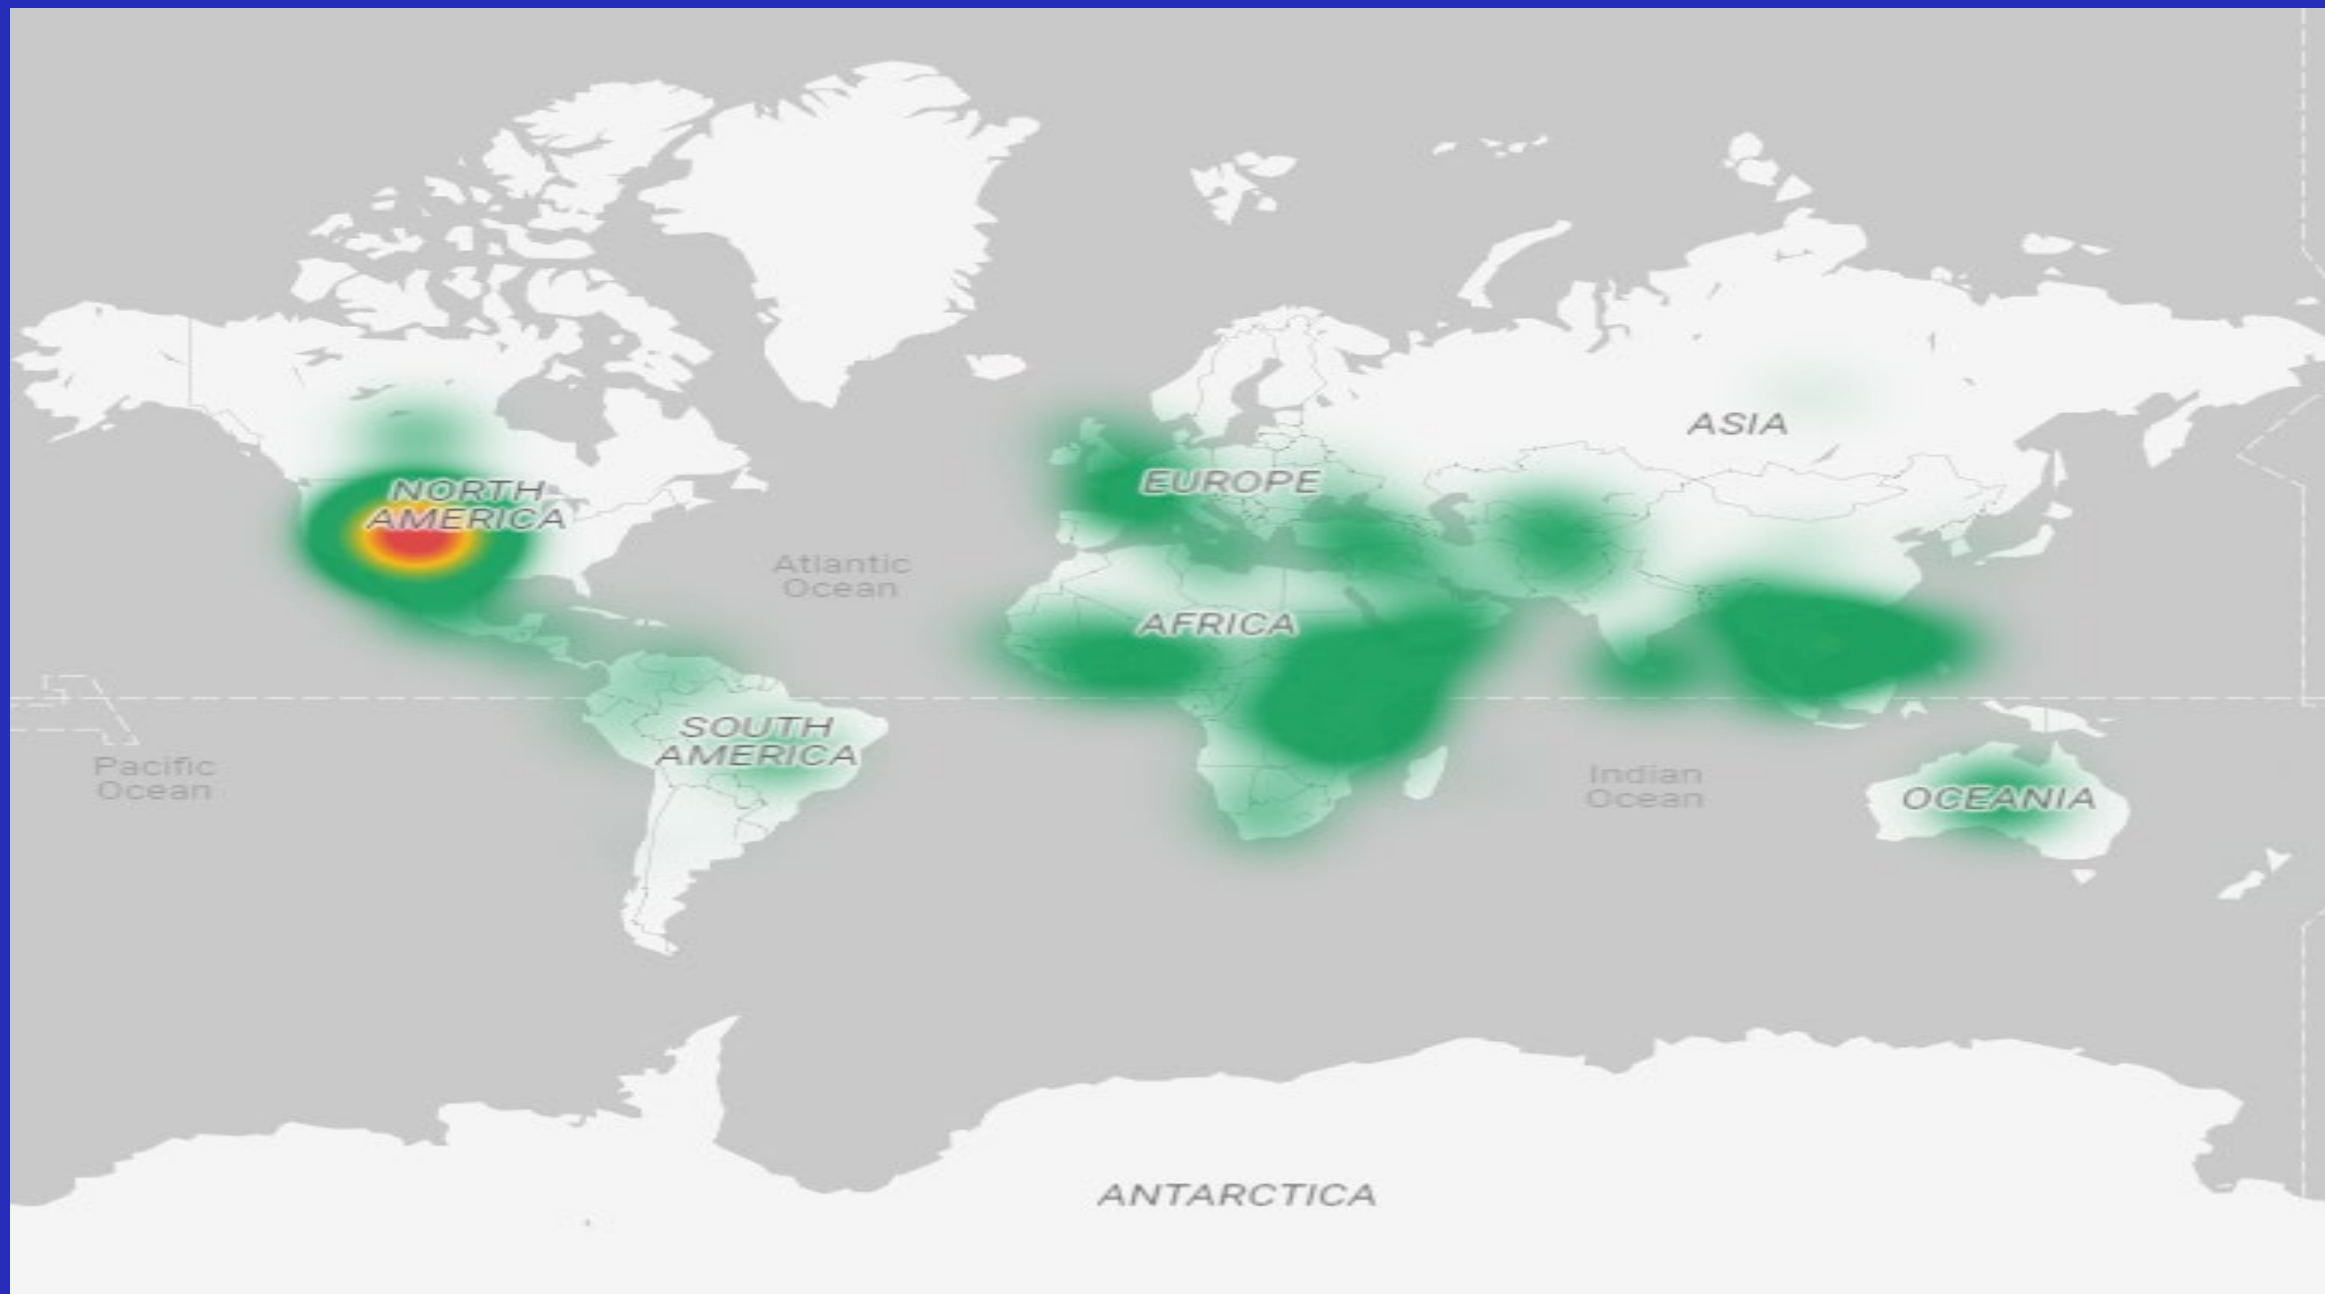 ASIA
EUROPE
NORTH
AMERICA
Atlantic
Ocean
AFRICA
SOUTH
AMERICA
Pacific
Ocean
Indian
Ocean
OCEANIA
ANTARCTICA